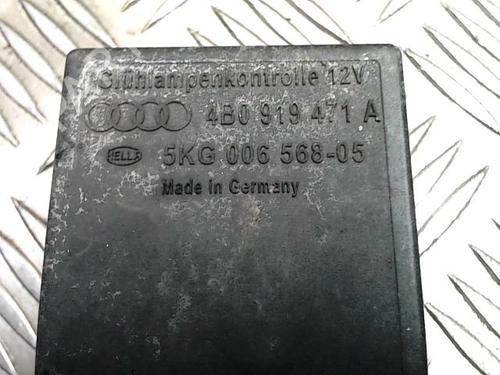 Glühlampenkontrolle 12V
4B0 919 471 A
HELLA 5KG 006 568-05
Made in Germany